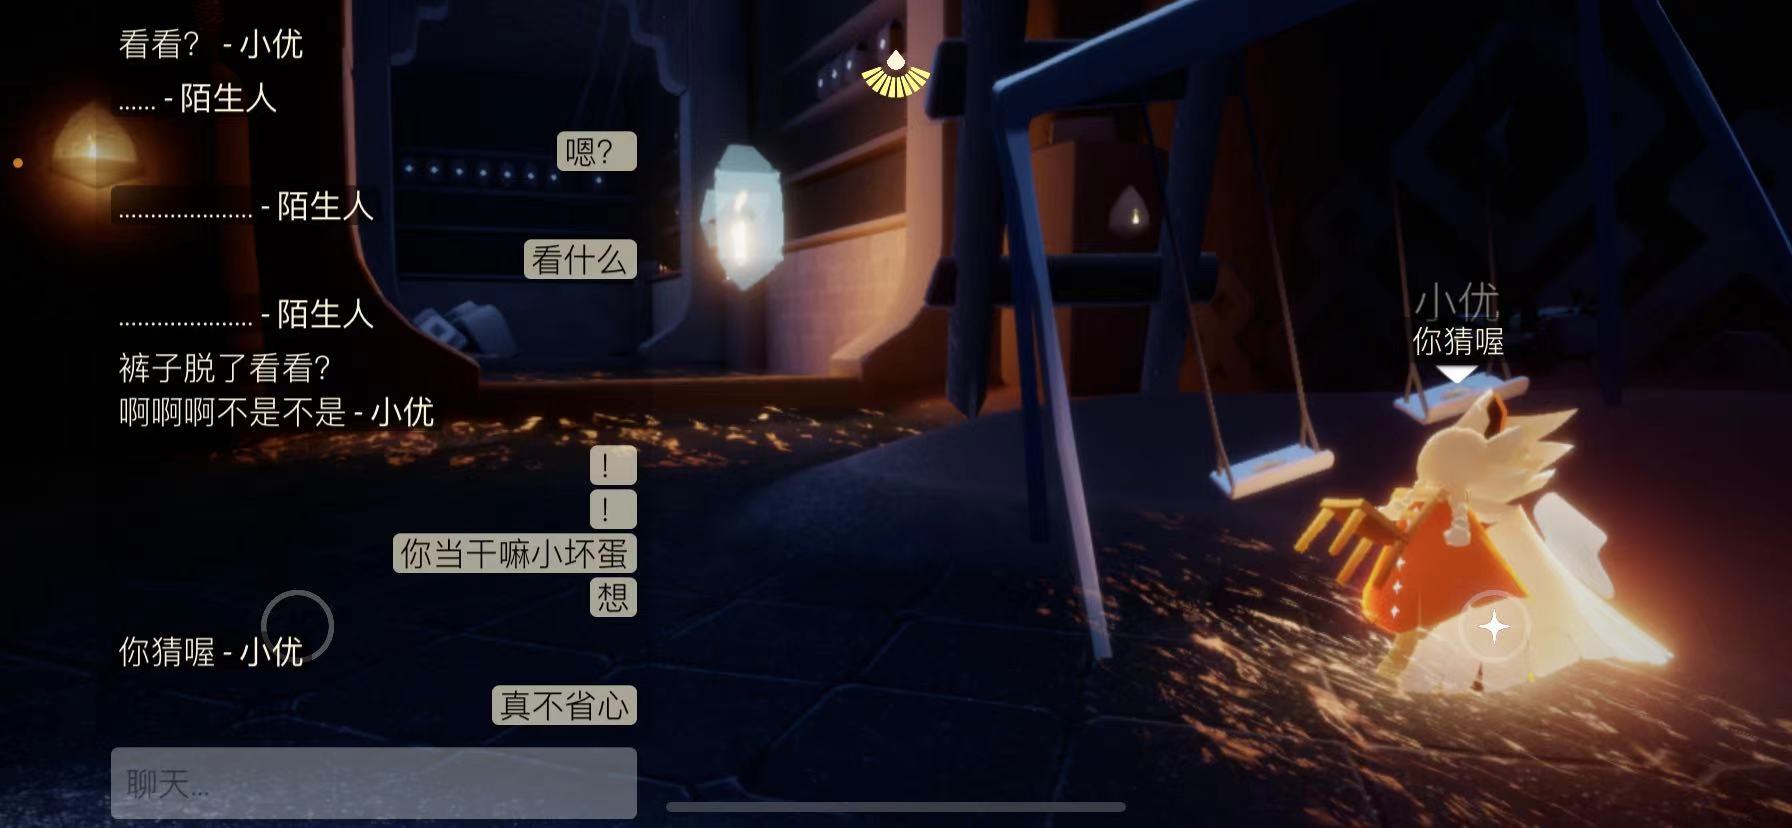 看看？ - 小优
...... - 陌生人
嗯？
..................... - 陌生人
看什么
..................... - 陌生人
裤子脱了看看？
啊啊啊不是不是 - 小优
！
！
你当干嘛小坏蛋
想
你猜喔 - 小优
真不省心
聊天...
小优
你猜喔